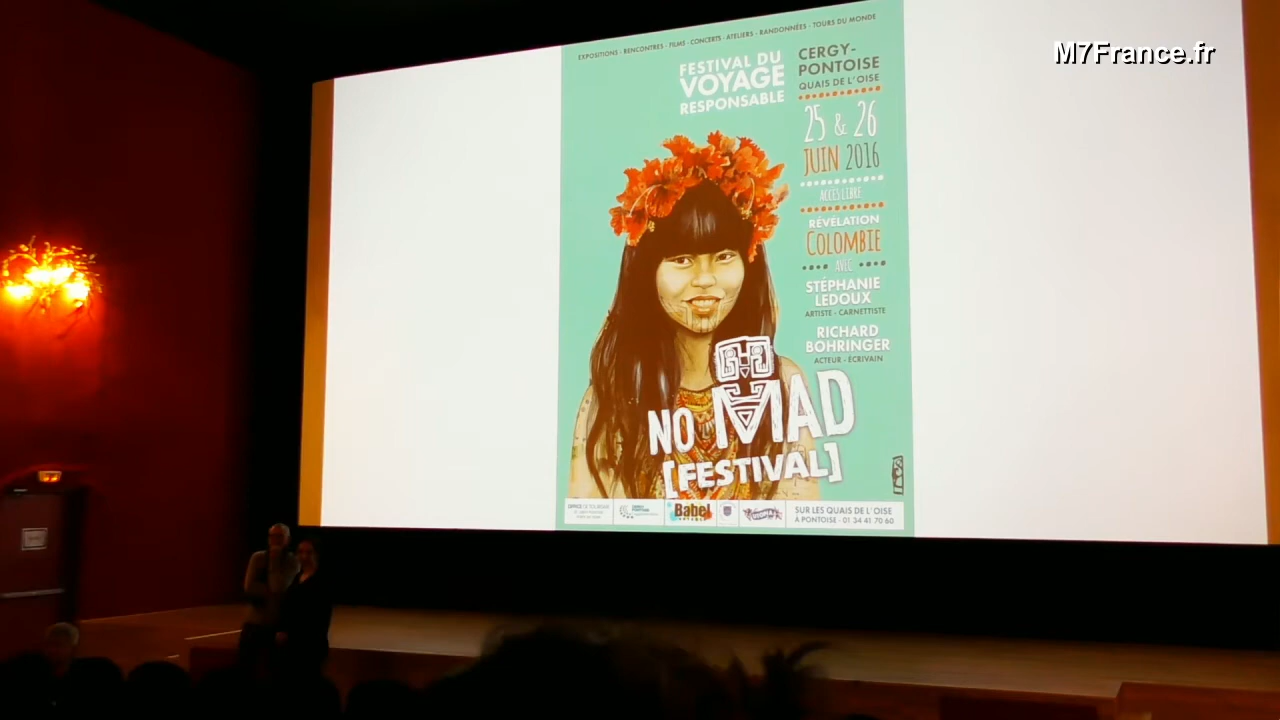 M7France.fr
EXPOSITIONS - RENCONTRES - FILMS - CONCERTS - ATELIERS - RANDONNÉES - TOURS DU MONDE
FESTIVAL DU
VOYAGE
RESPONSABLE
CERGY-
PONTOISE
QUAIS DE L'OISE
25 & 26
JUIN 2016
ACCÈS LIBRE
RÉVÉLATION
COLOMBIE
AVEC
STÉPHANIE
LEDOUX
ARTISTE - CARNETTISTE
RICHARD
BOHRINGER
ACTEUR - ÉCRIVAIN
NO MAD
[FESTIVAL]
Babel
SUR LES QUAIS DE L'OISE
À PONTOISE - 01 34 41 70 60